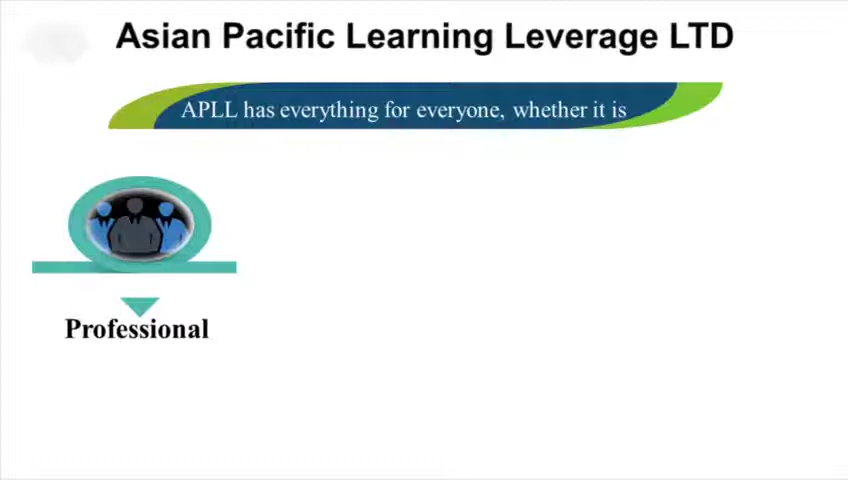 Asian Pacific Learning Leverage LTD
APLL has everything for everyone, whether it is
Professional